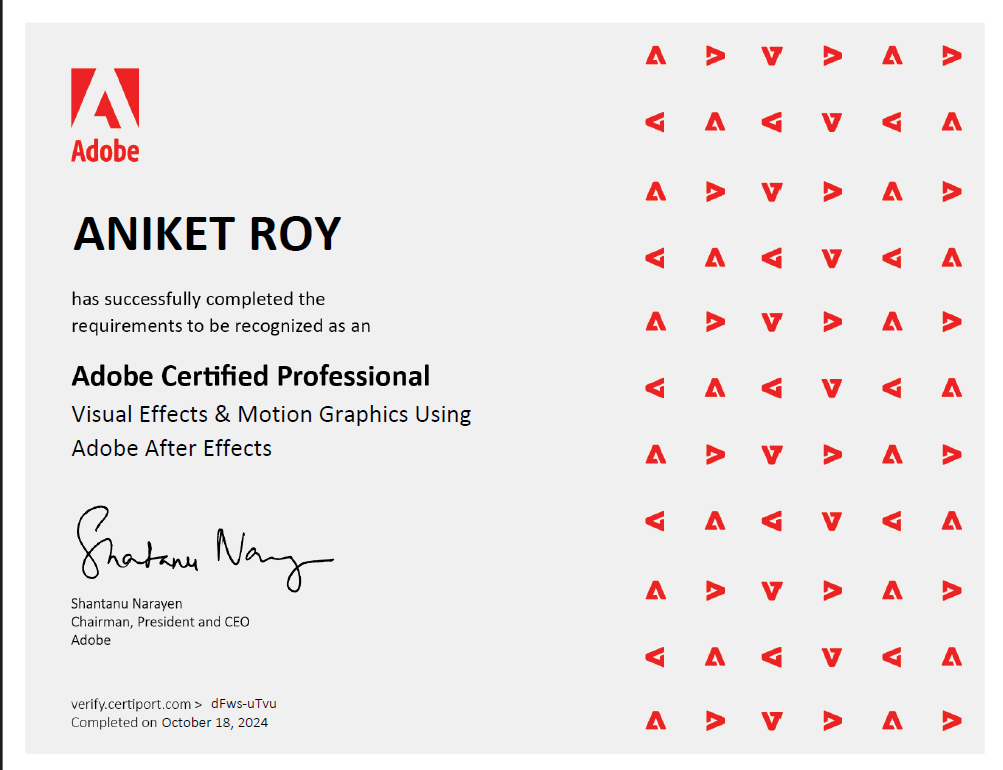 Adobe
ANIKET ROY
has successfully completed the
requirements to be recognized as an
Adobe Certified Professional
Visual Effects & Motion Graphics Using
Adobe After Effects
Shantanu Narayen
Shantanu Narayen
Chairman, President and CEO
Adobe
verify.certiport.com > dFws-uTvu
Completed on October 18, 2024